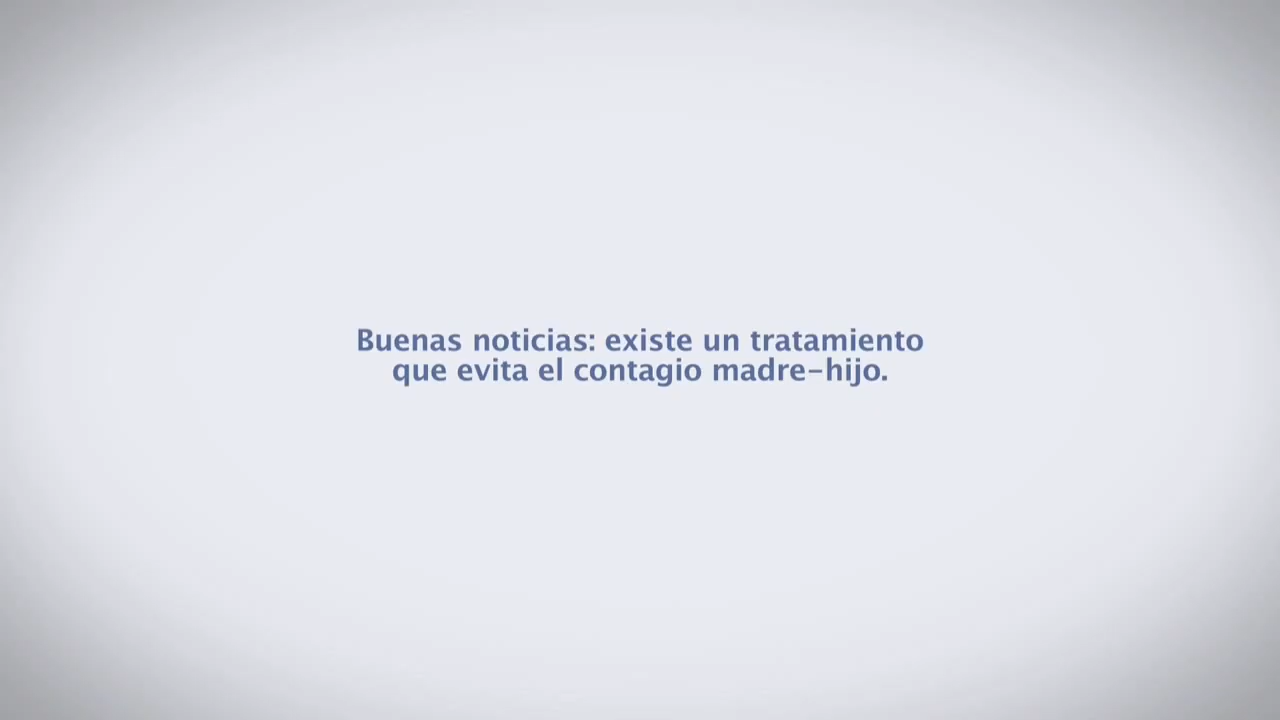 Buenas noticias: existe un tratamiento
que evita el contagio madre-hijo.